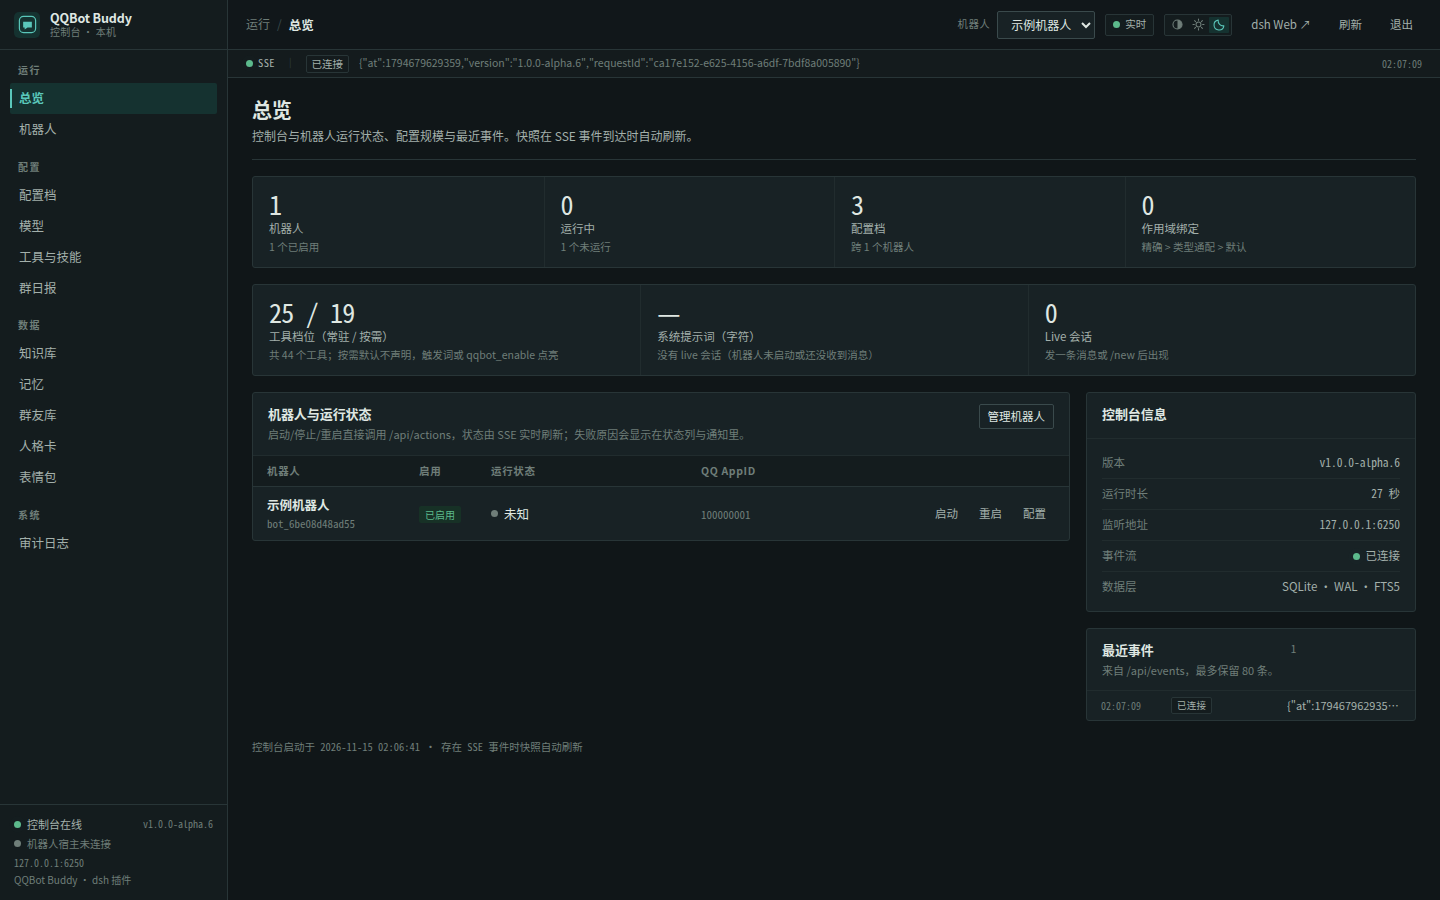 QQBot Buddy
控制台 · 本机
运行
总览
机器人
配置
配置档
模型
工具与技能
群日报
数据
知识库
记忆
群友库
人格卡
表情包
系统
审计日志
控制台在线 v1.0.0-alpha.6
机器人宿主未连接
127.0.0.1:6250
QQBot Buddy · dsh 插件
运行 / 总览 机器人 示例机器人 实时 dsh Web ↗ 刷新 退出
SSE 已连接 {"at":1794679629359,"version":"1.0.0-alpha.6","requestId":"ca17e152-e625-4156-a6df-7bdf8a005890"} 02:07:09
总览
控制台与机器人运行状态、配置规模与最近事件。快照在 SSE 事件到达时自动刷新。
1 0 3 0
机器人 运行中 配置档 作用域绑定
1 个已启用 1 个未运行 跨 1 个机器人 精确 > 类型通配 > 默认
25 / 19 — 0
工具档位（常驻 / 按需） 系统提示词（字符） Live 会话
共 44 个工具；按需默认不声明，触发词或 qqbot_enable 点亮 没有 live 会话（机器人未启动或还没收到消息） 发一条消息或 /new 后出现
机器人与运行状态 管理机器人
启动/停止/重启直接调用 /api/actions，状态由 SSE 实时刷新；失败原因会显示在状态列与通知里。
机器人 启用 运行状态 QQ AppID
示例机器人 已启用 未知 100000001 启动 重启 配置
bot_6be08d48ad55
控制台信息
版本 v1.0.0-alpha.6
运行时长 27 秒
监听地址 127.0.0.1:6250
事件流 已连接
数据层 SQLite · WAL · FTS5
最近事件 1
来自 /api/events，最多保留 80 条。
02:07:09 已连接 {"at":179467962935…
控制台启动于 2026-11-15 02:06:41 · 存在 SSE 事件时快照自动刷新